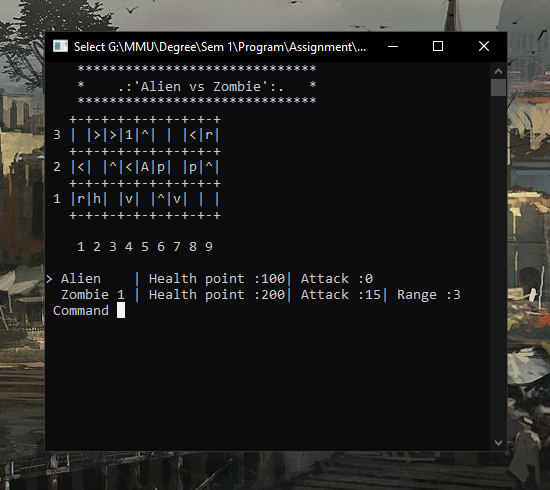 Select G:\MMU\Degree\Sem 1\Program\Assignment\...
*******************************
* .:'Alien vs Zombie':. *
*******************************
+-+-+-+-+-+-+-+-+-+
3 | |>|>|1|^| | |<|r|
+-+-+-+-+-+-+-+-+-+
2 |<| |^|<|A|p| |p|^|
+-+-+-+-+-+-+-+-+-+
1 |r|h| |v| |^|v| | |
+-+-+-+-+-+-+-+-+-+
1 2 3 4 5 6 7 8 9
> Alien | Health point :100| Attack :0
Zombie 1 | Health point :200| Attack :15| Range :3
Command